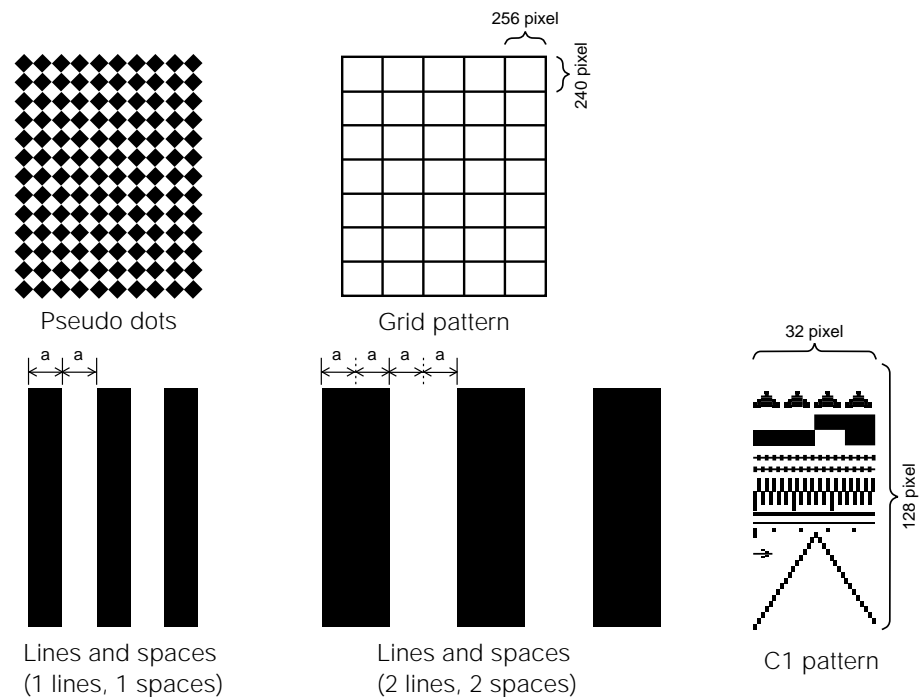 256 pixel
240 pixel
Pseudo dots
Grid pattern
32 pixel
a a
a a a a
128 pixel
Lines and spaces
(1 lines, 1 spaces)
Lines and spaces
(2 lines, 2 spaces)
C1 pattern